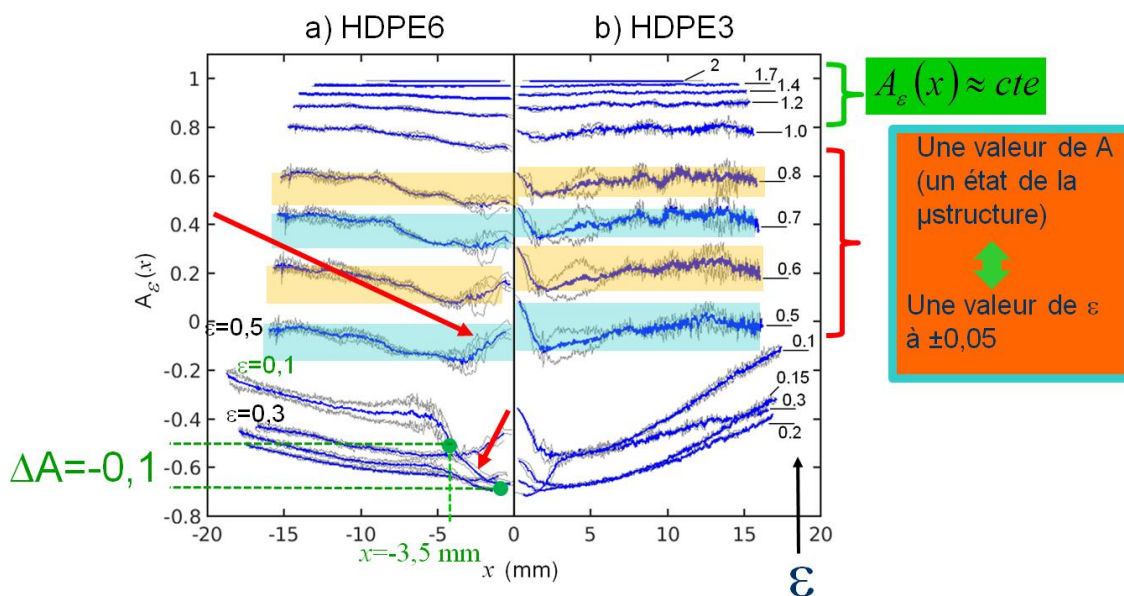 a) HDPE6
b) HDPE3
1
0.8
0.6
0.4
0.2
0
-0.2
-0.4
-0.6
-0.8
A_ε(x)
-20
-15
-10
-5
0
5
10
15
20
x (mm)
2
1.7
1.4
1.2
1.0
0.8
0.7
0.6
0.5
0.1
0.15
0.3
0.2
ε=0,5
ε=0,1
ε=0,3
ΔA=-0,1
x=-3,5 mm
ε
A_ε(x) ≈ cte
Une valeur de A
(un état de la
µstructure)
Une valeur de ε
à ±0,05